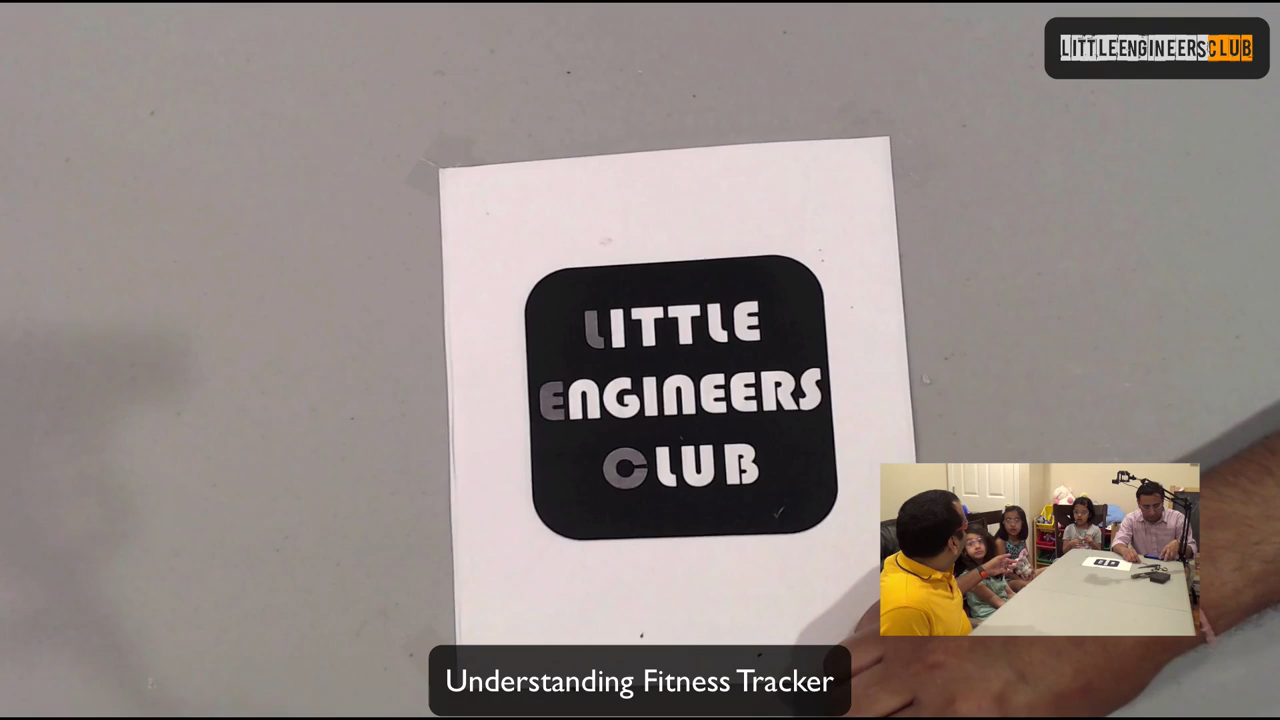 LITTLEENGINEERSCLUB
LITTLE
ENGINEERS
CLUB
Understanding Fitness Tracker